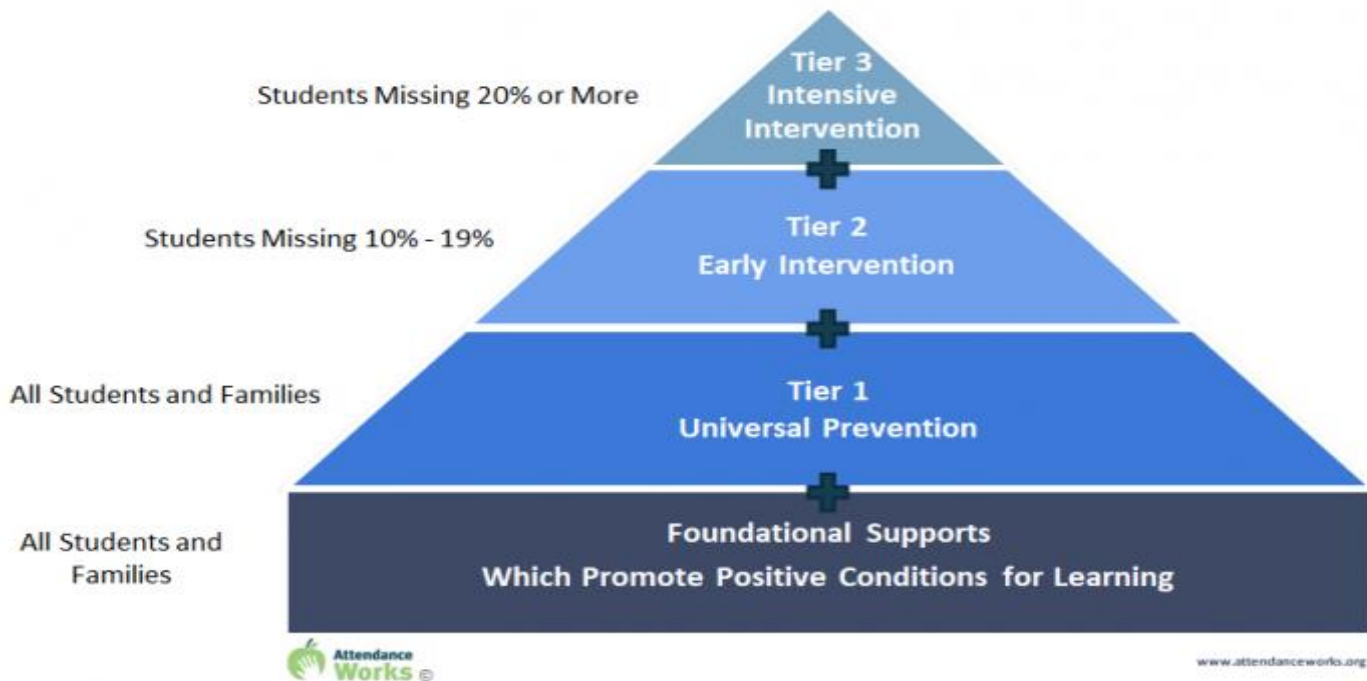 Tier 3
Intensive
Intervention
Students Missing 20% or More
Tier 2
Early Intervention
Students Missing 10% - 19%
Tier 1
Universal Prevention
All Students and Families
Foundational Supports
Which Promote Positive Conditions for Learning
All Students and
Families
Attendance
Works ©
www.attendanceworks.org